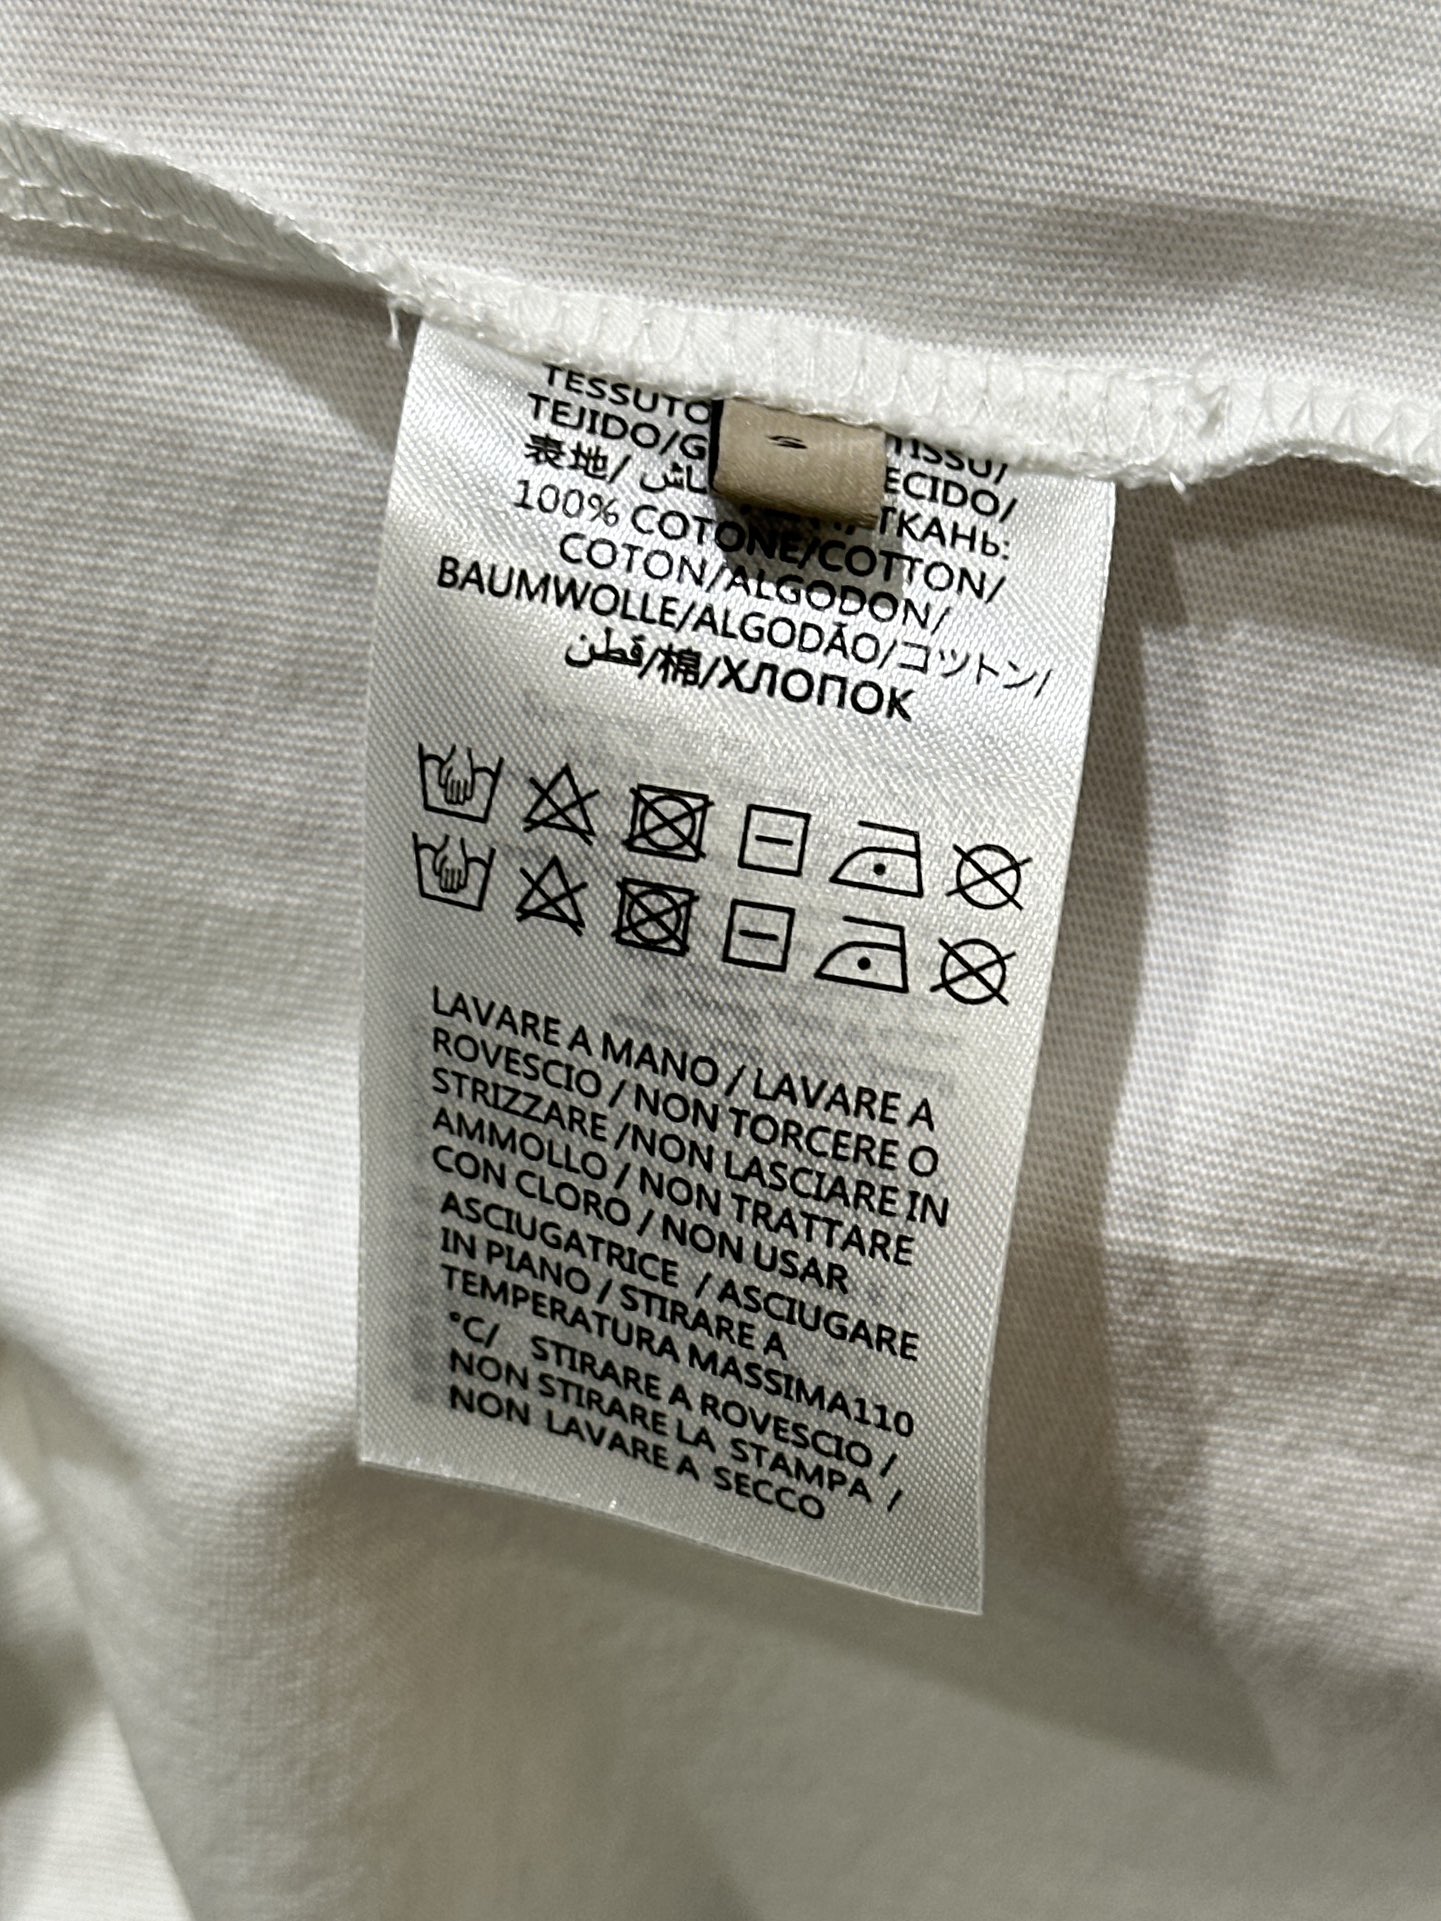 TESSUTO TISSU/
TEJIDO/G ECIDO/
表地/ قماش ТКАНЬ:
100% COTONE/COTTON/
COTON/ALGODON/
BAUMWOLLE/ALGODÃO/コットン/
قطن/棉/ХЛОПОК
LAVARE A MANO / LAVARE A
ROVESCIO / NON TORCERE O
STRIZZARE /NON LASCIARE IN
AMMOLLO / NON TRATTARE
CON CLORO / NON USAR
ASCIUGATRICE / ASCIUGARE
IN PIANO / STIRARE A
TEMPERATURA MASSIMA110
°C/ STIRARE A ROVESCIO /
NON STIRARE LA STAMPA /
NON LAVARE A SECCO